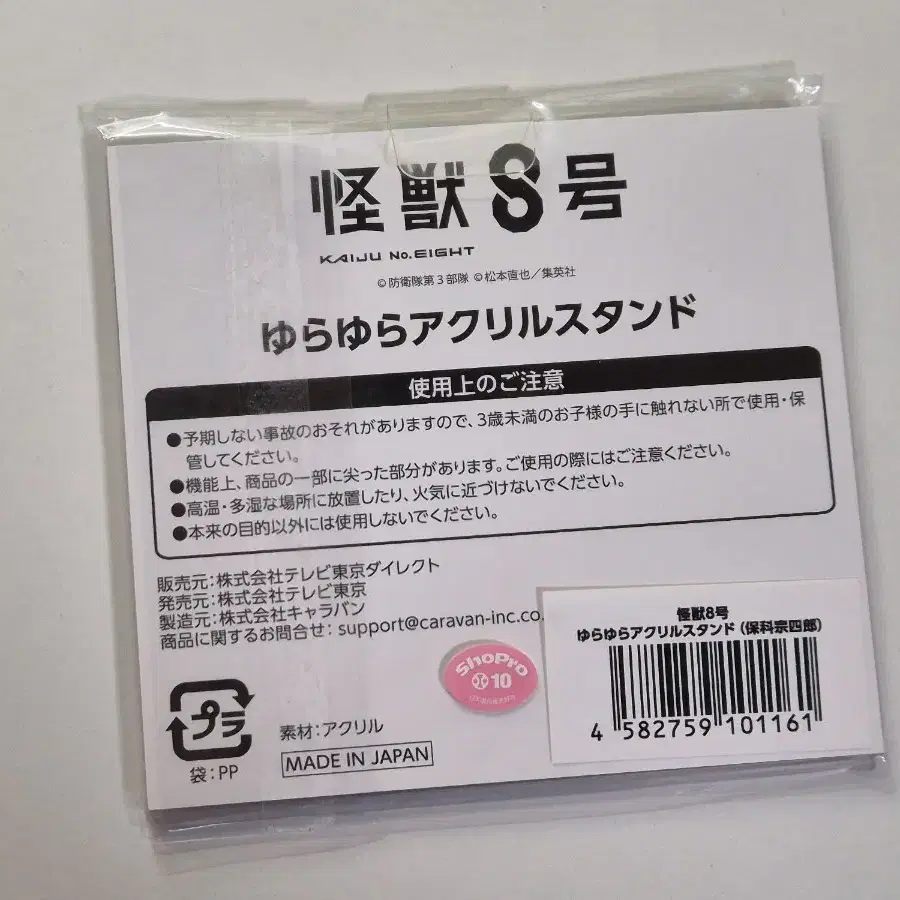 怪獣8号
KAIJU No.EIGHT
©防衛隊第3部隊 ©松本直也/集英社
ゆらゆらアクリルスタンド
使用上のご注意
●予期しない事故のおそれがありますので、3歳未満のお子様の手に触れない所で使用・保
管してください。
●機能上、商品の一部に尖った部分があります。ご使用の際にはご注意ください。
●高温・多湿な場所に放置したり、火気に近づけないでください。
●本来の目的以外には使用しないでください。
販売元:株式会社テレビ東京ダイレクト
発売元:株式会社テレビ東京
製造元:株式会社キャラバン
商品に関するお問合せ: support@caravan-inc.co.
怪獣8号
ゆらゆらアクリルスタンド(保科宗四郎)
4 582759 101161
ShoPro
10
プラ
袋:PP
素材:アクリル
MADE IN JAPAN